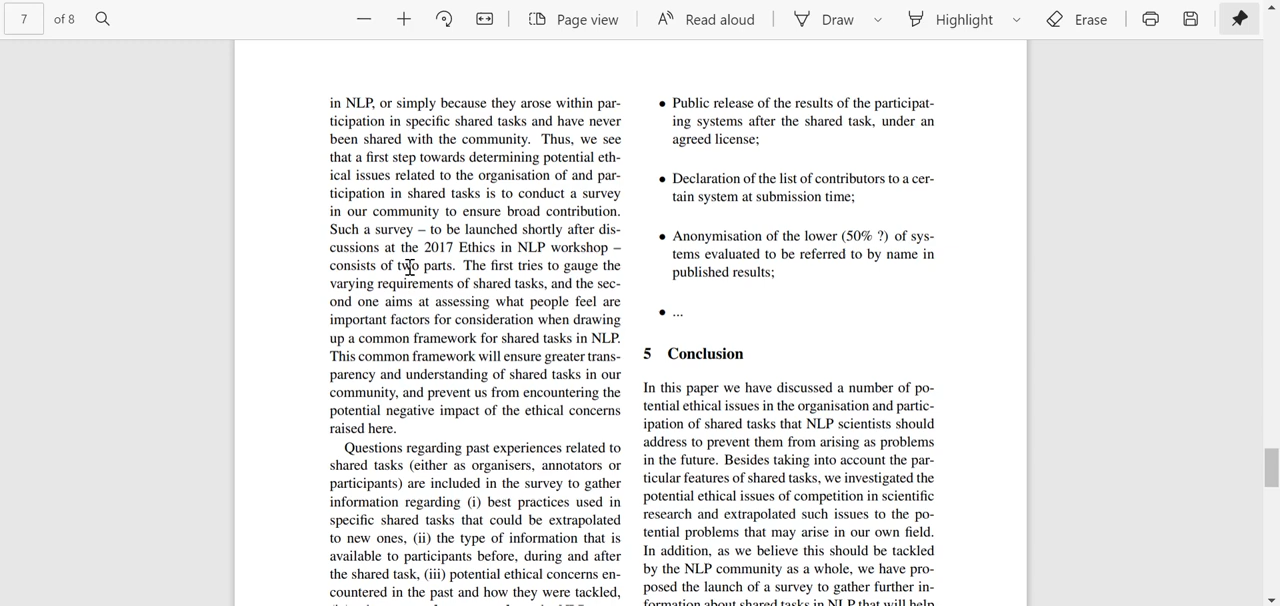 7 of 8 Page view Read aloud Draw Highlight Erase
in NLP, or simply because they arose within par-
ticipation in specific shared tasks and have never
been shared with the community. Thus, we see
that a first step towards determining potential eth-
ical issues related to the organisation of and par-
ticipation in shared tasks is to conduct a survey
in our community to ensure broad contribution.
Such a survey – to be launched shortly after dis-
cussions at the 2017 Ethics in NLP workshop –
consists of two parts. The first tries to gauge the
varying requirements of shared tasks, and the sec-
ond one aims at assessing what people feel are
important factors for consideration when drawing
up a common framework for shared tasks in NLP.
This common framework will ensure greater trans-
parency and understanding of shared tasks in our
community, and prevent us from encountering the
potential negative impact of the ethical concerns
raised here.
Questions regarding past experiences related to
shared tasks (either as organisers, annotators or
participants) are included in the survey to gather
information regarding (i) best practices used in
specific shared tasks that could be extrapolated
to new ones, (ii) the type of information that is
available to participants before, during and after
the shared task, (iii) potential ethical concerns en-
countered in the past and how they were tackled,
• Public release of the results of the participat-
ing systems after the shared task, under an
agreed license;
• Declaration of the list of contributors to a cer-
tain system at submission time;
• Anonymisation of the lower (50% ?) of sys-
tems evaluated to be referred to by name in
published results;
• ...
5 Conclusion
In this paper we have discussed a number of po-
tential ethical issues in the organisation and partic-
ipation of shared tasks that NLP scientists should
address to prevent them from arising as problems
in the future. Besides taking into account the par-
ticular features of shared tasks, we investigated the
potential ethical issues of competition in scientific
research and extrapolated such issues to the po-
tential problems that may arise in our own field.
In addition, as we believe this should be tackled
by the NLP community as a whole, we have pro-
posed the launch of a survey to gather further in-
formation about shared tasks in NLP that will help